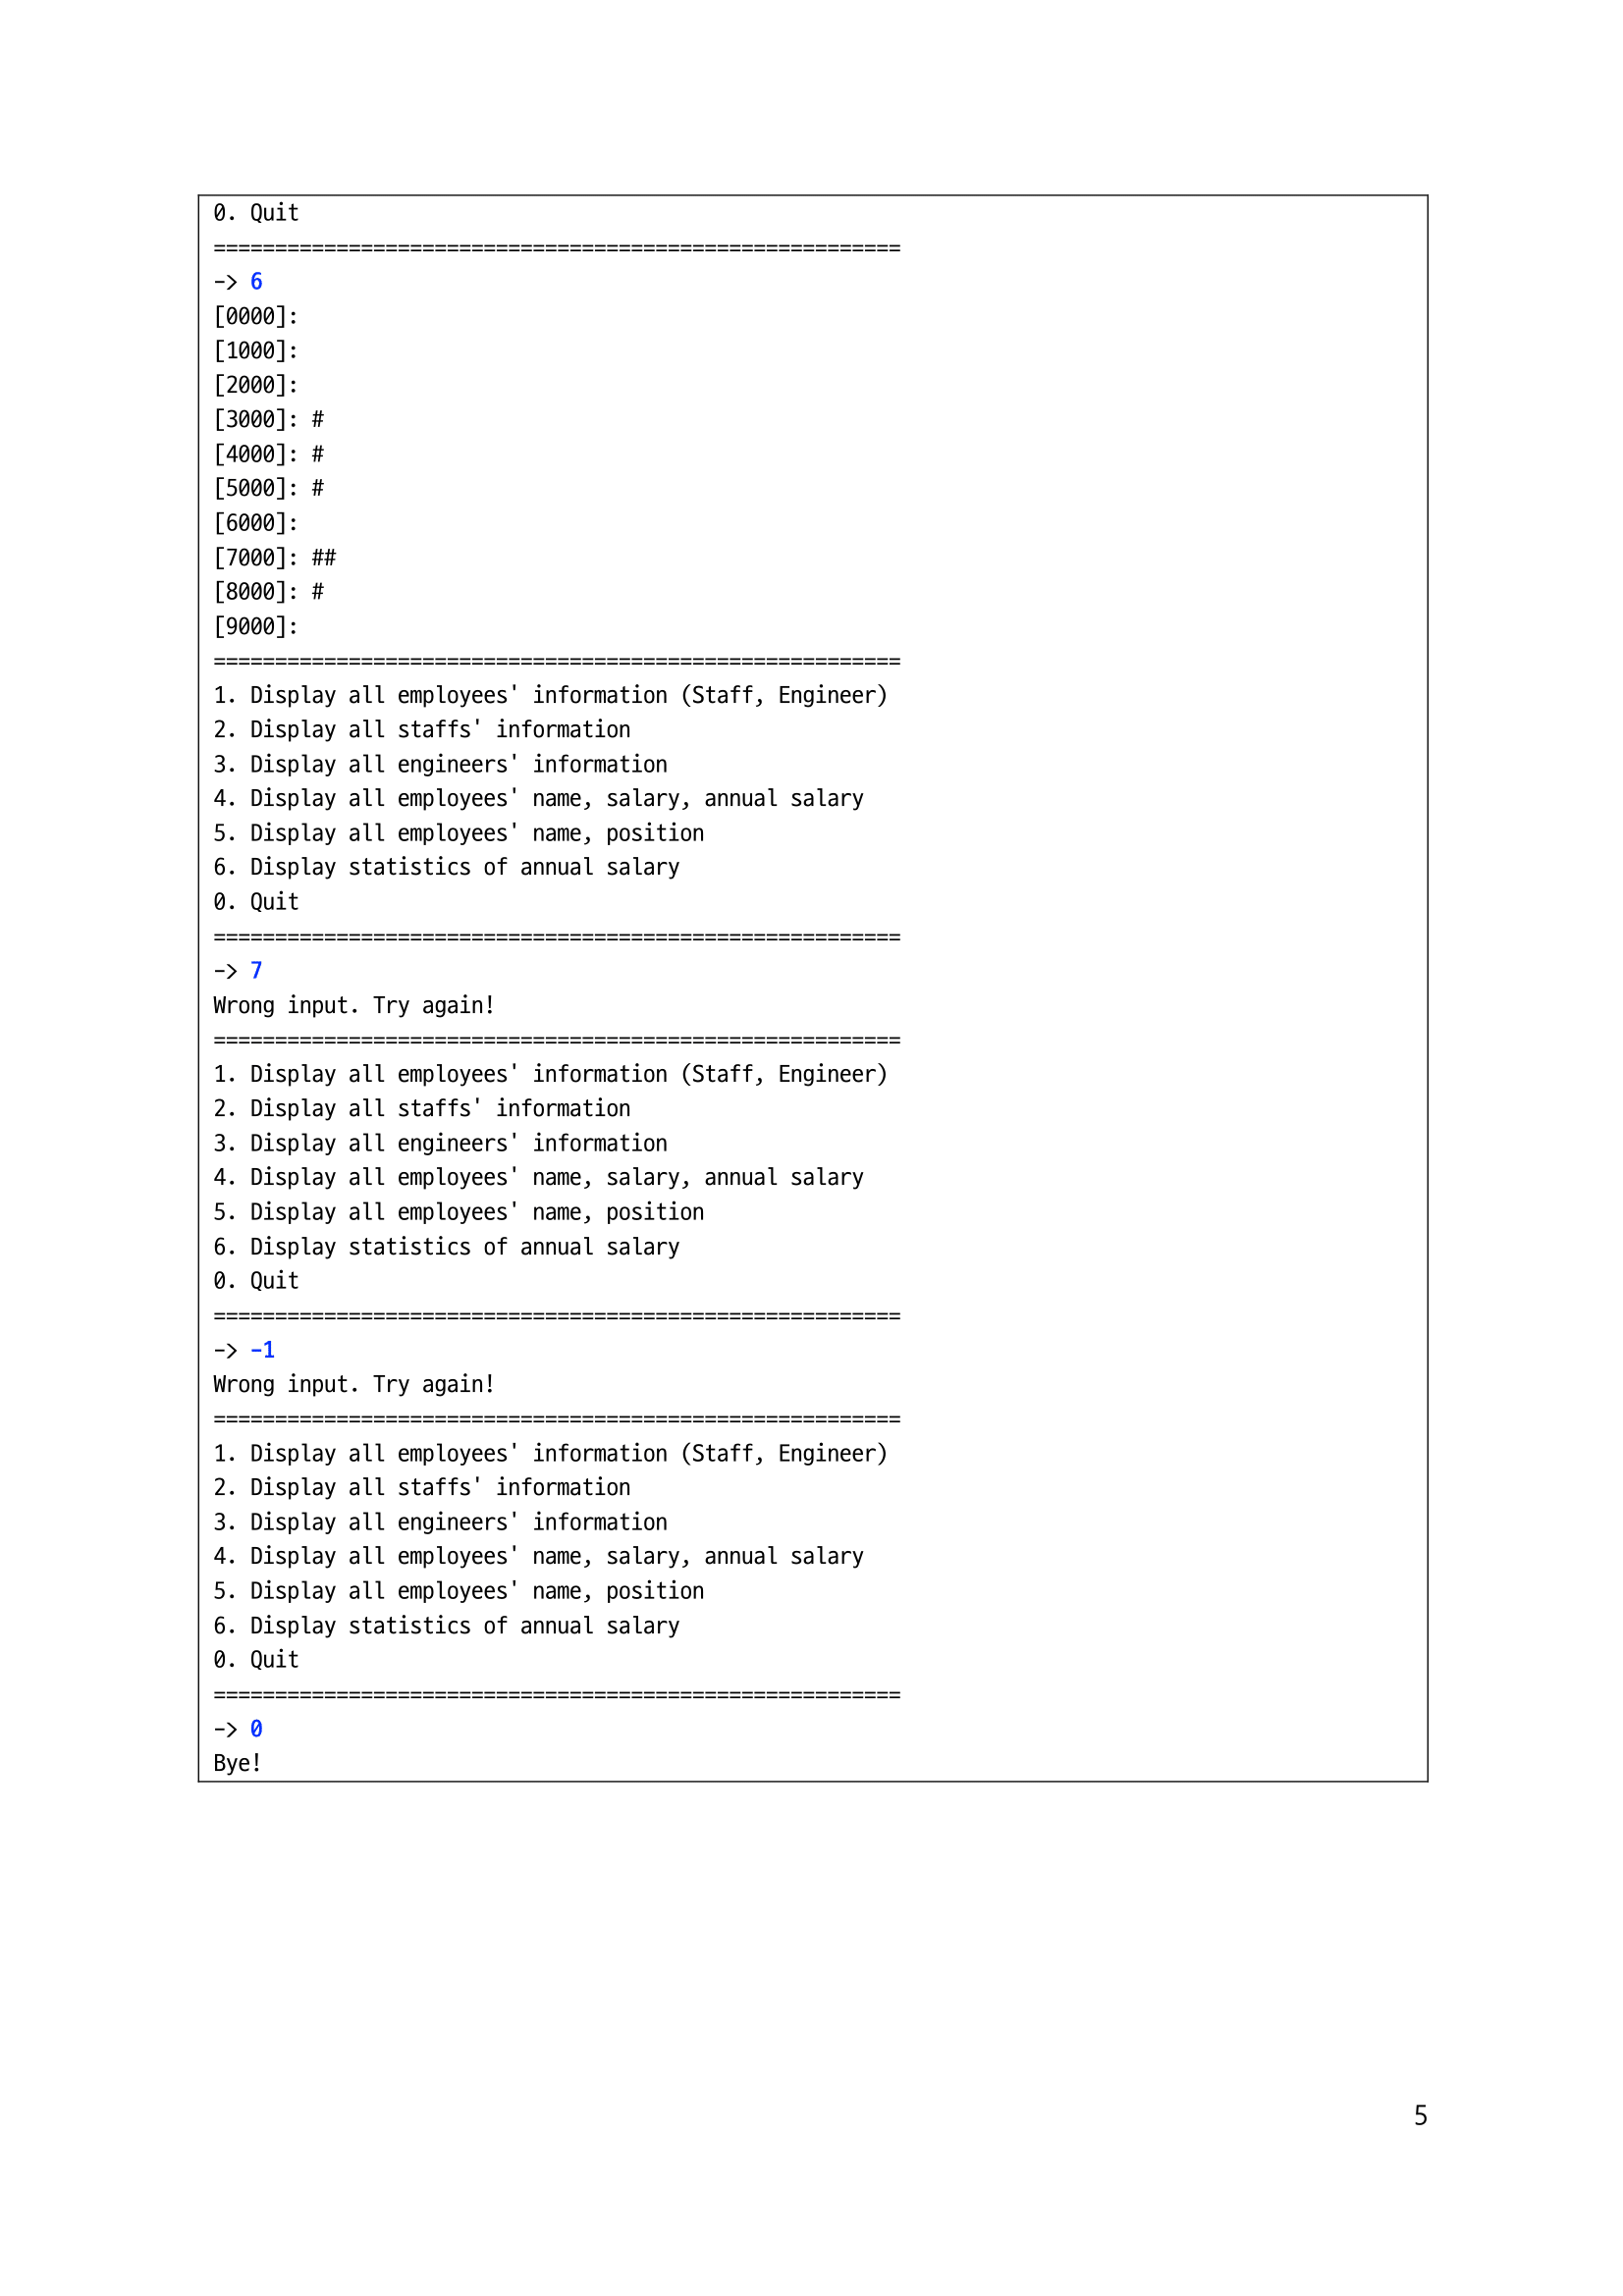 0. Quit
========================================================
-> 6
[0000]:
[1000]:
[2000]:
[3000]: #
[4000]: #
[5000]: #
[6000]:
[7000]: ##
[8000]: #
[9000]:
========================================================
1. Display all employees' information (Staff, Engineer)
2. Display all staffs' information
3. Display all engineers' information
4. Display all employees' name, salary, annual salary
5. Display all employees' name, position
6. Display statistics of annual salary
0. Quit
========================================================
-> 7
Wrong input. Try again!
========================================================
1. Display all employees' information (Staff, Engineer)
2. Display all staffs' information
3. Display all engineers' information
4. Display all employees' name, salary, annual salary
5. Display all employees' name, position
6. Display statistics of annual salary
0. Quit
========================================================
-> -1
Wrong input. Try again!
========================================================
1. Display all employees' information (Staff, Engineer)
2. Display all staffs' information
3. Display all engineers' information
4. Display all employees' name, salary, annual salary
5. Display all employees' name, position
6. Display statistics of annual salary
0. Quit
========================================================
-> 0
Bye!
5